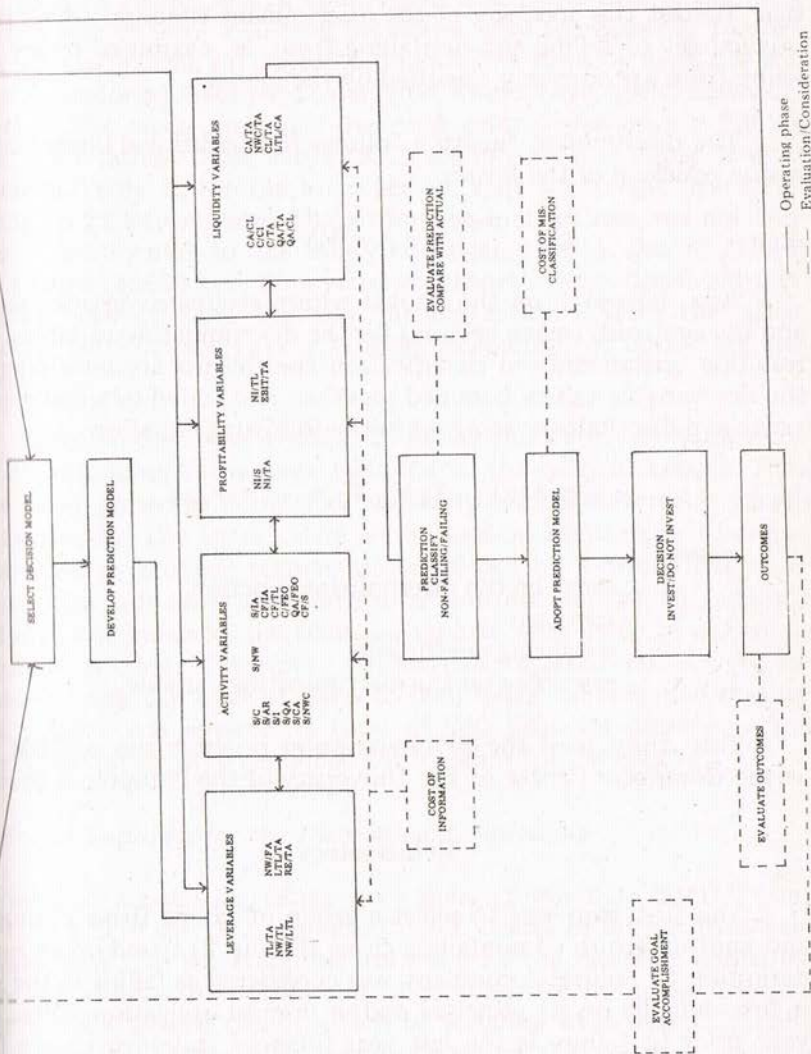 SELECT DECISION MODEL
DEVELOP PREDICTION MODEL
LEVERAGE VARIABLES
TL/TA
NW/TL
NW/LTL
NW/FA
LTL/TA
RE/TA
ACTIVITY VARIABLES
S/C
S/AR
S/I
S/QA
S/CA
S/NWC
S/NW
S/TA
CF/TA
CF/TL
C/FEO
QA/FEO
CF/S
PROFITABILITY VARIABLES
NI/S
NI/TA
NI/TL
EBIT/TA
LIQUIDITY VARIABLES
CA/CL
C/CL
C/TA
QA/TA
QA/CL
CA/TA
NWC/TA
CL/TA
LTL/CA
COST OF
INFORMATION
PREDICTION
CLASSIFY
NON-FAILING/FAILING
EVALUATE PREDICTION
COMPARE WITH ACTUAL
ADOPT PREDICTION MODEL
COST OF MIS-
CLASSIFICATION
DECISION
INVEST/DO NOT INVEST
OUTCOMES
EVALUATE OUTCOMES
EVALUATE GOAL
ACCOMPLISHMENT
Operating phase
Evaluation/Consideration